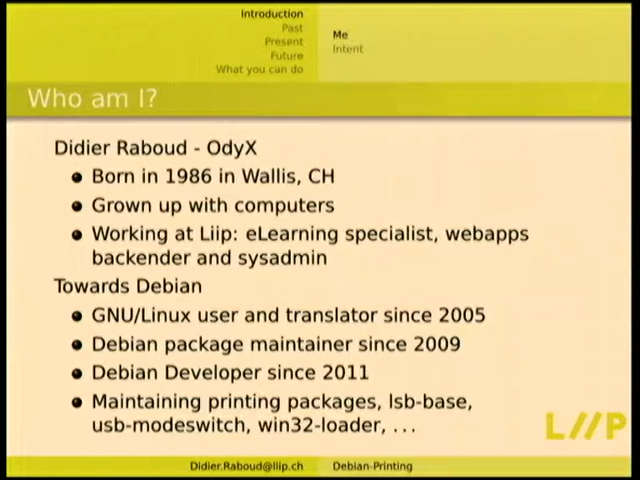 Introduction
Past
Present
Future
What you can do
Me
Intent
Who am I?
Didier Raboud - OdyX
Born in 1986 in Wallis, CH
Grown up with computers
Working at Liip: eLearning specialist, webapps
backender and sysadmin
Towards Debian
GNU/Linux user and translator since 2005
Debian package maintainer since 2009
Debian Developer since 2011
Maintaining printing packages, lsb-base,
usb-modeswitch, win32-loader, ...
LIIP
Didier.Raboud@liip.ch
Debian-Printing